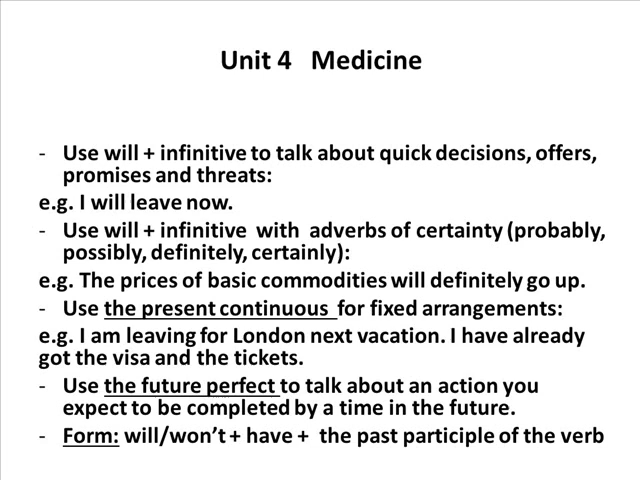 Unit 4 Medicine
- Use will + infinitive to talk about quick decisions, offers,
promises and threats:
e.g. I will leave now.
- Use will + infinitive with adverbs of certainty (probably,
possibly, definitely, certainly):
e.g. The prices of basic commodities will definitely go up.
- Use the present continuous for fixed arrangements:
e.g. I am leaving for London next vacation. I have already
got the visa and the tickets.
- Use the future perfect to talk about an action you
expect to be completed by a time in the future.
- Form: will/won’t + have + the past participle of the verb